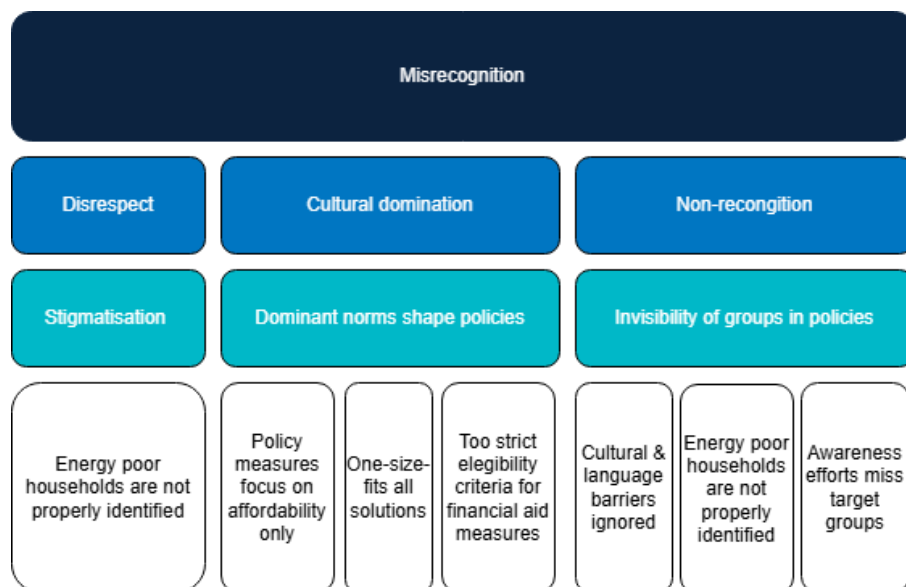 Misrecognition
Disrespect
Cultural domination
Non-recongition
Stigmatisation
Dominant norms shape policies
Invisibility of groups in policies
Energy poor
households are not
properly identified
Policy
measures
focus on
affordability
only
One-size-
fits all
solutions
Too strict
elegibility
criteria for
financial aid
measures
Cultural &
language
barriers
ignored
Energy poor
households
are not
properly
identified
Awareness
efforts miss
target
groups